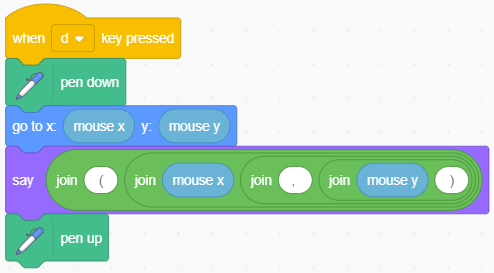 when d key pressed
pen down
go to x: mouse x y: mouse y
say join ( join mouse x join , join mouse y )
pen up